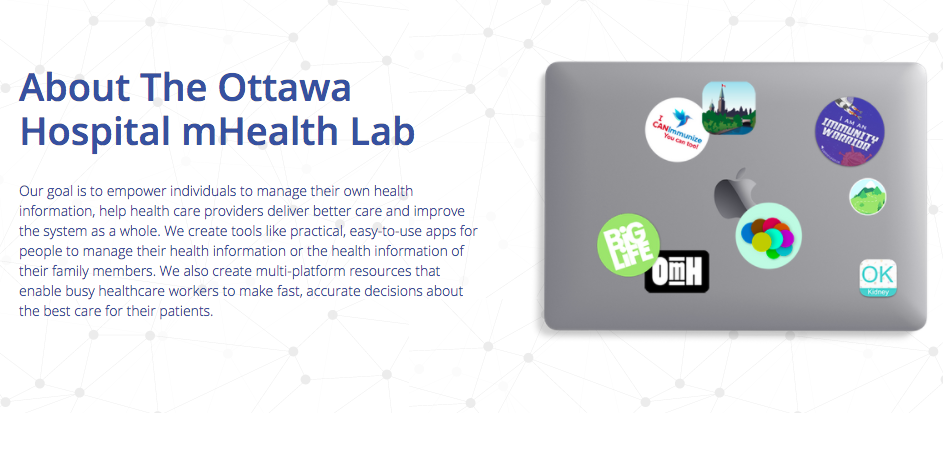 About The Ottawa
Hospital mHealth Lab
Our goal is to empower individuals to manage their own health
information, help health care providers deliver better care and improve
the system as a whole. We create tools like practical, easy-to-use apps for
people to manage their health information or the health information of
their family members. We also create multi-platform resources that
enable busy healthcare workers to make fast, accurate decisions about
the best care for their patients.
I
CANImmunize
You can too!
I AM AN
IMMUNITY
WARRIOR
BiG
LiFE
OmH
OK
Kidney